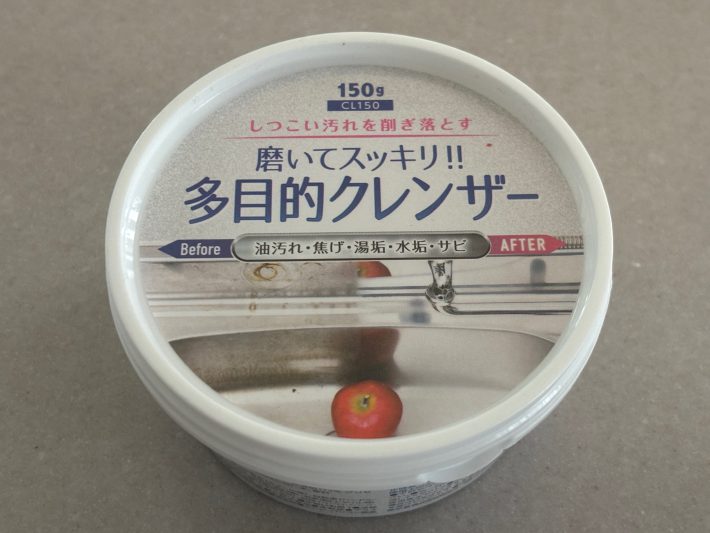 150g
CL150
しつこい汚れを削ぎ落とす
磨いてスッキリ!!
多目的クレンザー
Before 油汚れ・焦げ・湯垢・水垢・サビ AFTER